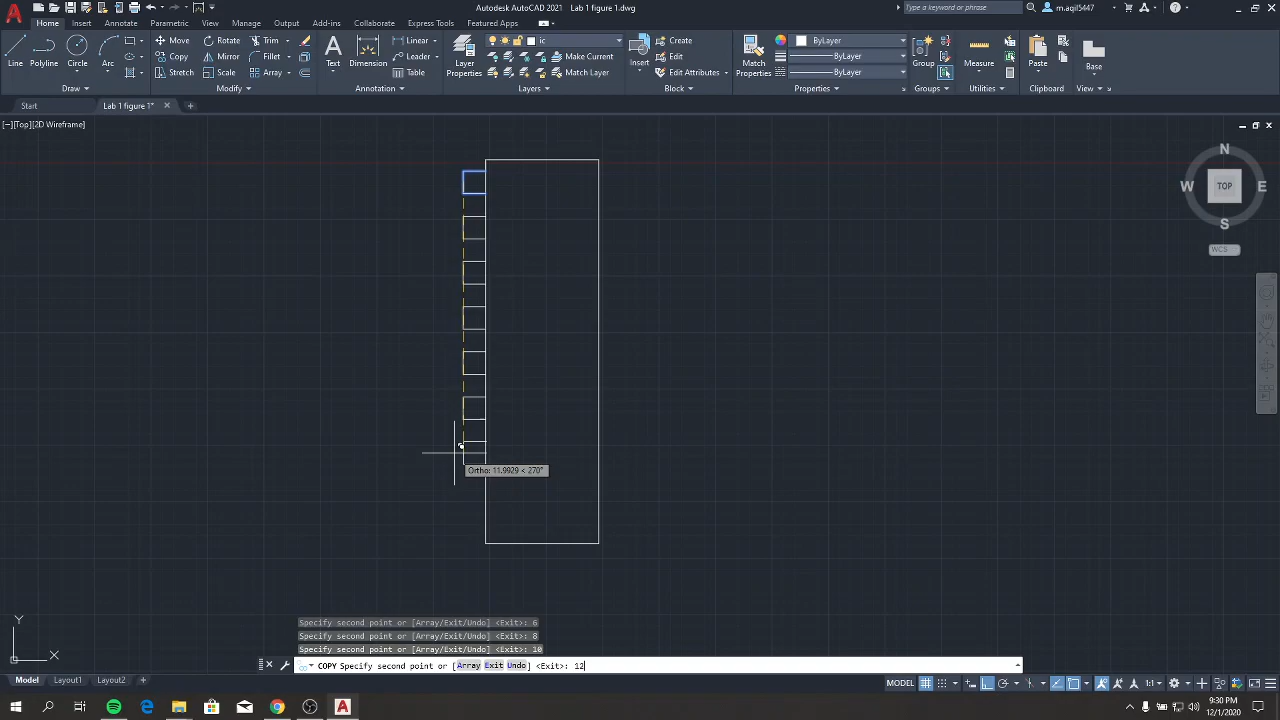 Autodesk AutoCAD 2021 Lab 1 figure 1.dwg
Type a keyword or phrase
m.aqil5447
Home Insert Annotate Parametric View Manage Output Add-ins Collaborate Express Tools Featured Apps
Line Polyline Circle Arc
Move Rotate Trim
Copy Mirror Fillet
Stretch Scale Array
Text Dimension
Linear
Leader
Table
Layer Properties
ic
Make Current
Match Layer
Insert
Create
Edit
Edit Attributes
Match Properties
ByLayer
ByLayer
ByLayer
Group Measure Paste Base
Draw Modify Annotation Layers Block Properties Groups Utilities Clipboard View
Start Lab 1 figure 1*
[−][Top][2D Wireframe]
N
W TOP E
S
WCS
Ortho: 11.9929 < 270°
Y
X
Specify second point or [Array/Exit/Undo] <Exit>: 6
Specify second point or [Array/Exit/Undo] <Exit>: 8
Specify second point or [Array/Exit/Undo] <Exit>: 10
COPY Specify second point or [Array Exit Undo] <Exit>: 12
Model Layout1 Layout2
MODEL 1:1
9:30 PM
12/1/2020